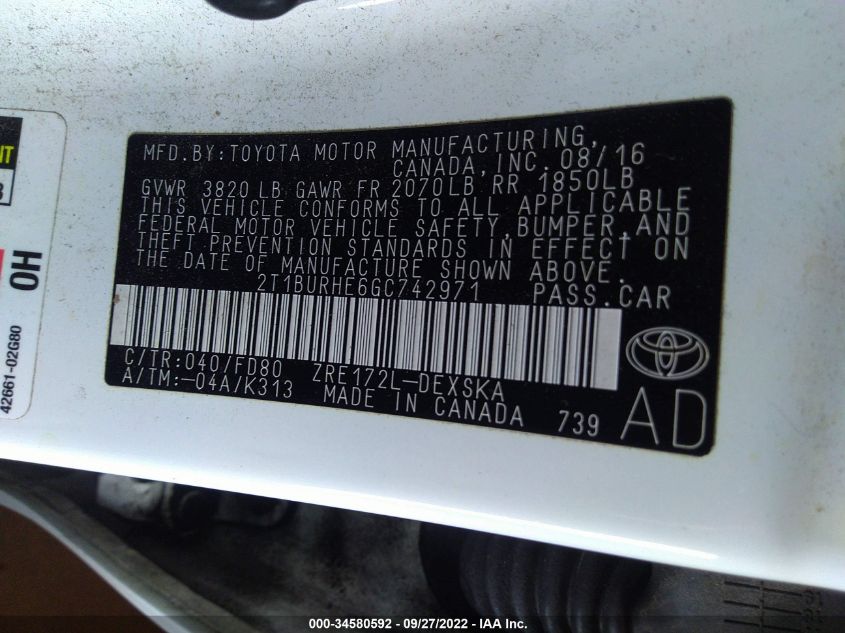 MFD.BY:TOYOTA MOTOR MANUFACTURING,
CANADA,INC. 08/16
GVWR 3820 LB GAWR FR 2070LB RR 1850LB
THIS VEHICLE CONFORMS TO ALL APPLICABLE
FEDERAL MOTOR VEHICLE SAFETY,BUMPER,AND
THEFT PREVENTION STANDARDS IN EFFECT ON
THE DATE OF MANUFACTURE SHOWN ABOVE.
2T1BURHE6GC742971 PASS.CAR
C/TR:040/FD80 ZRE172L-DEXSKA
A/TM:-04A/K313 MADE IN CANADA 739 AD
OH
42661-02G80
000-34580592 - 09/27/2022 - IAA Inc.